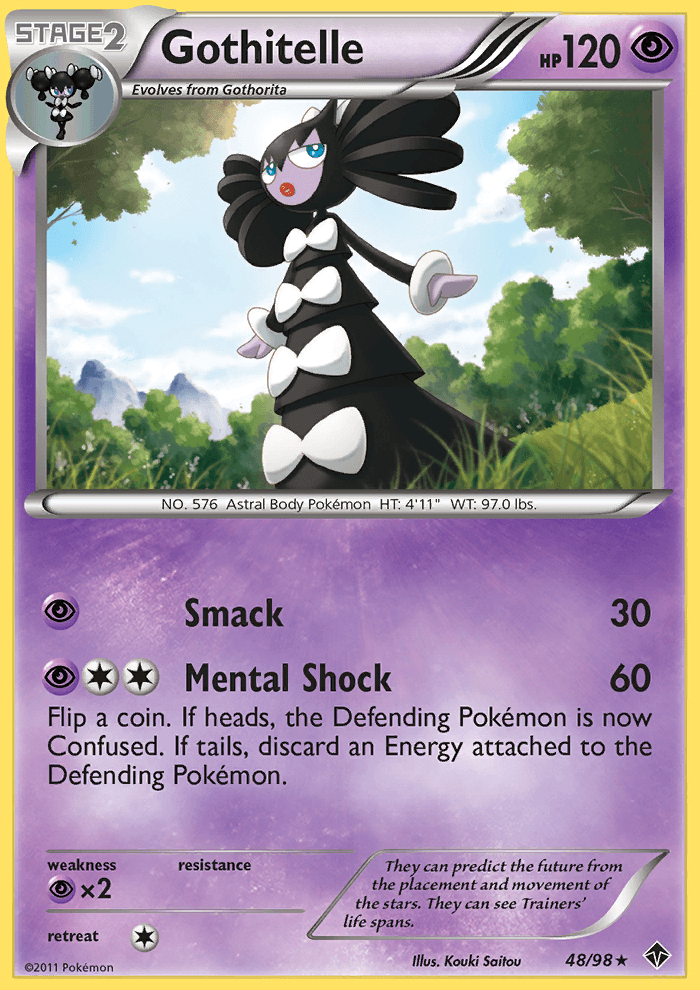 STAGE2
Gothitelle
HP120
Evolves from Gothorita
NO. 576 Astral Body Pokémon HT: 4'11" WT: 97.0 lbs.
Smack 30
Mental Shock 60
Flip a coin. If heads, the Defending Pokémon is now
Confused. If tails, discard an Energy attached to the
Defending Pokémon.
weakness resistance
×2
retreat
They can predict the future from
the placement and movement of
the stars. They can see Trainers'
life spans.
Illus. Kouki Saitou 48/98★
©2011 Pokémon